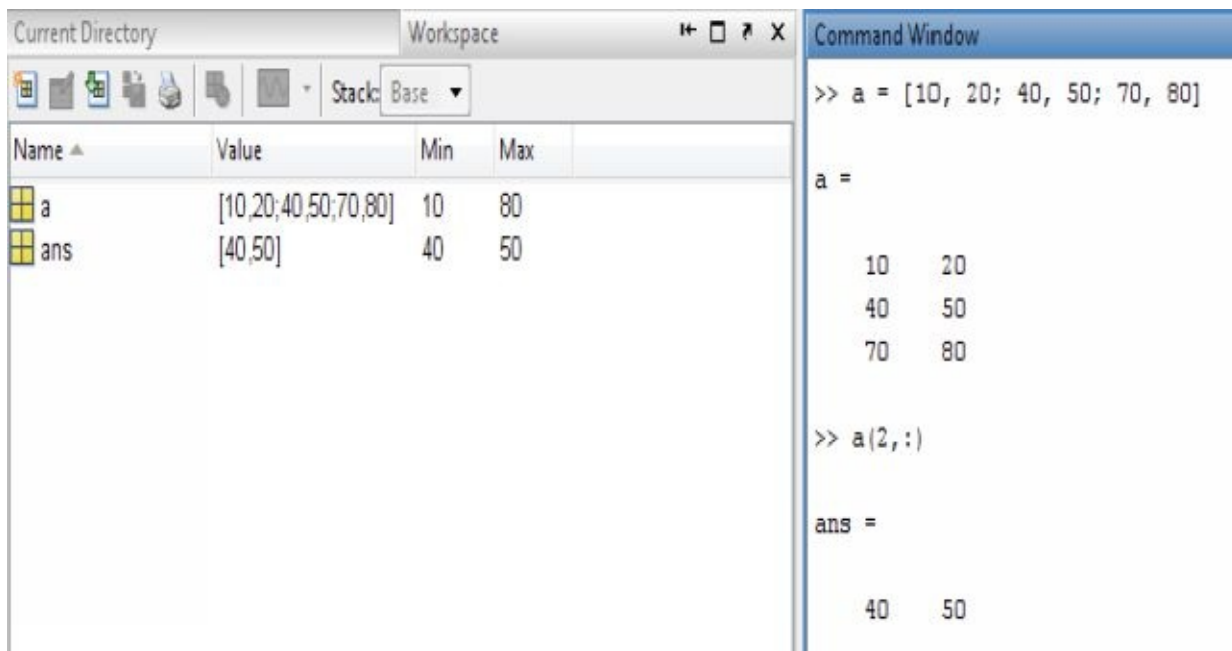 Current Directory
Workspace
Stack: Base
Name Value Min Max
a [10,20;40,50;70,80] 10 80
ans [40,50] 40 50
Command Window
>> a = [10, 20; 40, 50; 70, 80]
a =
10 20
40 50
70 80
>> a(2,:)
ans =
40 50